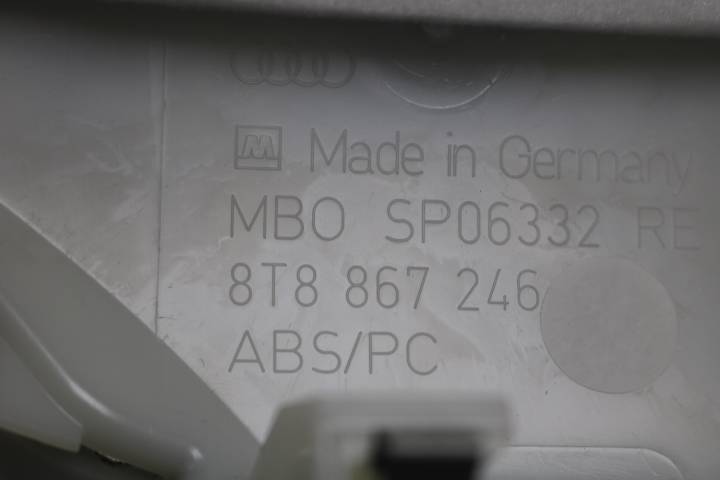 M Made in Germany
MBO SP06332 RE
8T8 867 246
ABS/PC